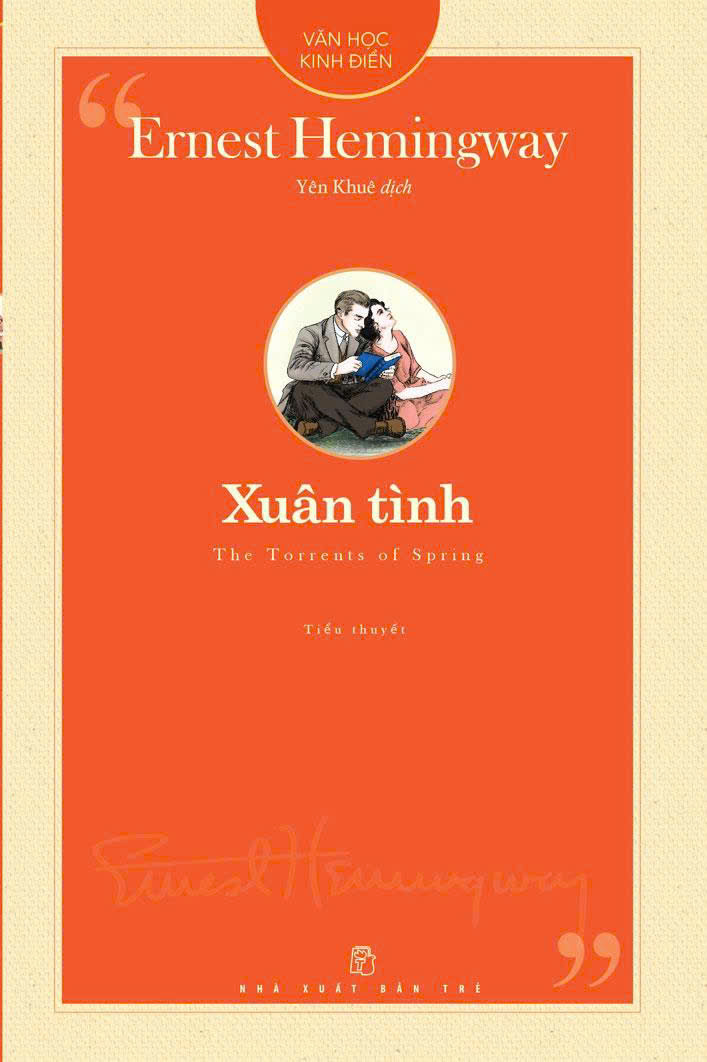 VĂN HỌC
KINH ĐIỂN
“
Ernest Hemingway
Yên Khuê dịch
Xuân tình
The Torrents of Spring
Tiểu thuyết
Ernest Hemingway
”
NHÀ XUẤT BẢN TRẺ